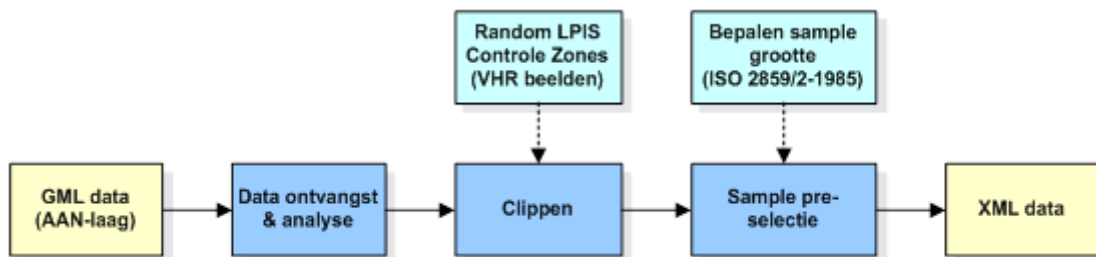 Random LPIS
Controle Zones
(VHR beelden)
Bepalen sample
grootte
(ISO 2859/2-1985)
GML data
(AAN-laag)
Data ontvangst
& analyse
Clippen
Sample pre-
selectie
XML data